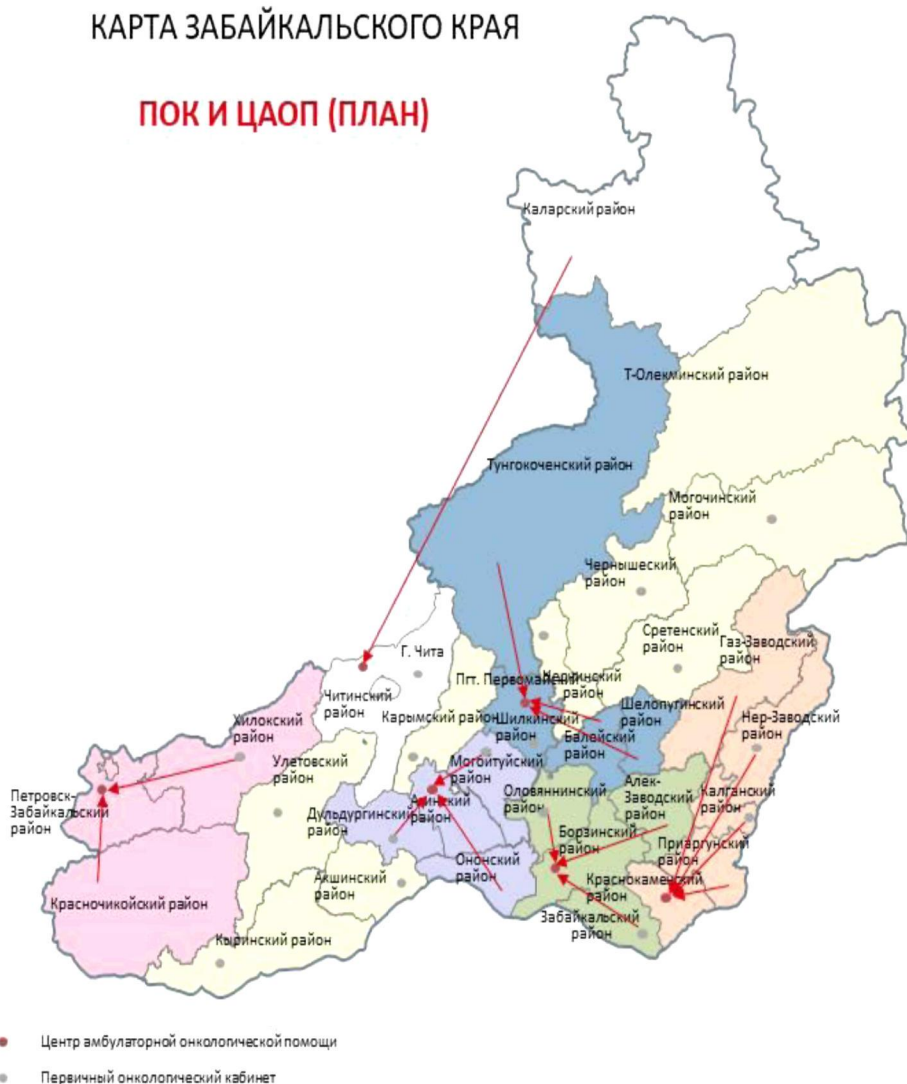 КАРТА ЗАБАЙКАЛЬСКОГО КРАЯ
ПОК И ЦАОП (ПЛАН)
Каларский район
Т-Олекминский район
Тунгокоченский район
Могочинский
район
Чернышеский
район
Сретенский
район
Газ-Заводский
район
Г. Чита
Читинский
район
Пгт. Первомайский
Нерчинский
район
Шелопугинский
район
Карымский район
Шилкинский
район
Балейский
район
Нер-Заводский
район
Хилокский
район
Улетовский
район
Могойтуйский
район
Петровск-
Забайкальский
район
Дульдургинский
район
Агинский
район
Оловяннинский
район
Алек-
Заводский
район
Калганский
район
Борзинский
район
Приаргунский
район
Ононский
район
Акшинский
район
Краснокаменский
район
Красночикойский район
Забайкальский
район
Кыринский район
Центр амбулаторной онкологической помощи
Первичный онкологический кабинет